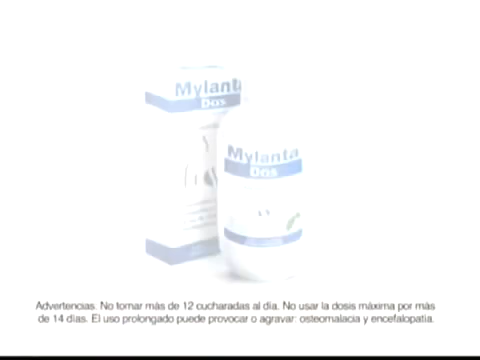 Mylanta
Dos
Mylanta
Dos
Advertencias. No tomar más de 12 cucharadas al día. No usar la dosis máxima por más
de 14 días. El uso prolongado puede provocar o agravar: osteomalacia y encefalopatía.